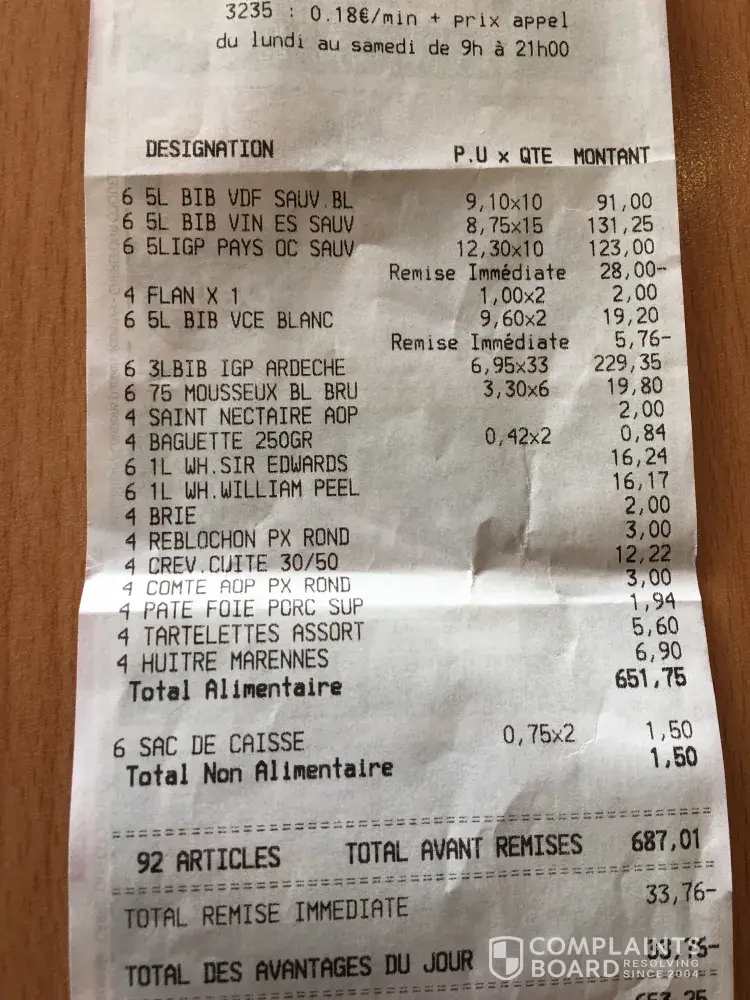 3235 : 0.18€/min + prix appel
du lundi au samedi de 9h à 21h00
DESIGNATION P.U x QTE MONTANT
6 5L BIB VDF SAUV.BL 9,10x10 91,00
6 5L BIB VIN ES SAUV 8,75x15 131,25
6 5LIGP PAYS OC SAUV 12,30x10 123,00
Remise Immédiate 28,00-
4 FLAN X 1 1,00x2 2,00
6 5L BIB VCE BLANC 9,60x2 19,20
Remise Immédiate 5,76-
6 3LBIB IGP ARDECHE 6,95x33 229,35
6 75 MOUSSEUX BL BRU 3,30x6 19,80
4 SAINT NECTAIRE AOP 2,00
4 BAGUETTE 250GR 0,42x2 0,84
6 1L WH.SIR EDWARDS 16,24
6 1L WH.WILLIAM PEEL 16,17
4 BRIE 2,00
4 REBLOCHON PX ROND 3,00
4 CREV.CUITE 30/50 12,22
4 COMTE AOP PX ROND 3,00
4 PATE FOIE PORC SUP 1,94
4 TARTELETTES ASSORT 5,60
4 HUITRE MARENNES 6,90
Total Alimentaire 651,75
6 SAC DE CAISSE 0,75x2 1,50
Total Non Alimentaire 1,50
92 ARTICLES TOTAL AVANT REMISES 687,01
TOTAL REMISE IMMEDIATE 33,76-
TOTAL DES AVANTAGES DU JOUR
COMPLAINTS
BOARD RESOLVING
SINCE 2004